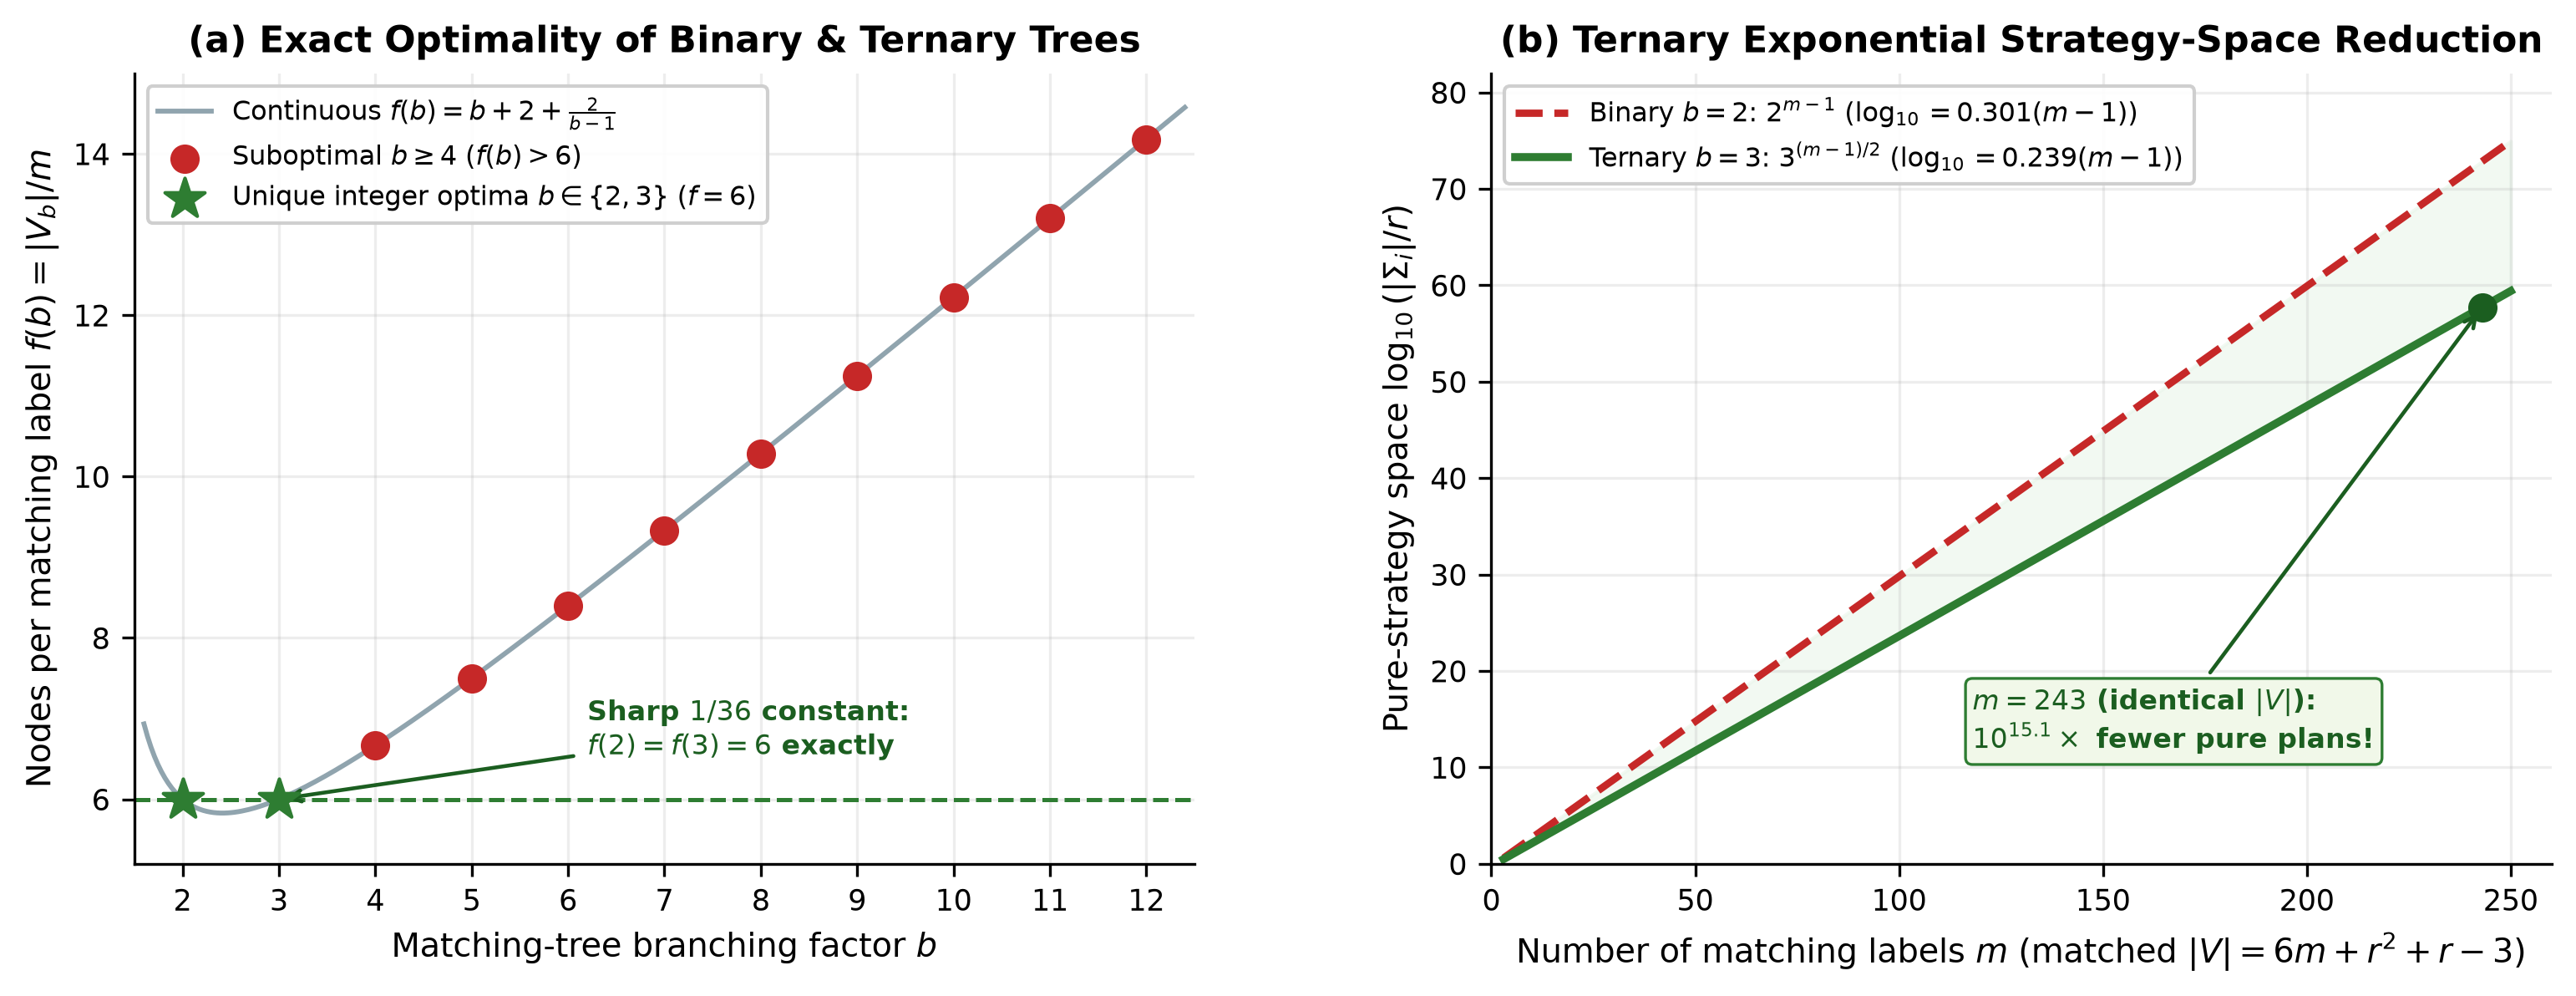 (a) Exact Optimality of Binary & Ternary Trees
Continuous f(b) = b + 2 + 2/(b−1)
Suboptimal b ≥ 4 (f(b) > 6)
Unique integer optima b ∈ {2, 3} (f = 6)
Nodes per matching label f(b) = |V_b|/m
14
12
10
8
6
Sharp 1/36 constant:
f(2) = f(3) = 6 exactly
2 3 4 5 6 7 8 9 10 11 12
Matching-tree branching factor b
(b) Ternary Exponential Strategy-Space Reduction
Binary b = 2: 2^{m−1} (log₁₀ = 0.301(m − 1))
Ternary b = 3: 3^{(m−1)/2} (log₁₀ = 0.239(m − 1))
Pure-strategy space log₁₀ (|Σ_i|/r)
80
70
60
50
40
30
20
10
0
m = 243 (identical |V|):
10^{15.1} × fewer pure plans!
0 50 100 150 200 250
Number of matching labels m (matched |V| = 6m + r² + r − 3)